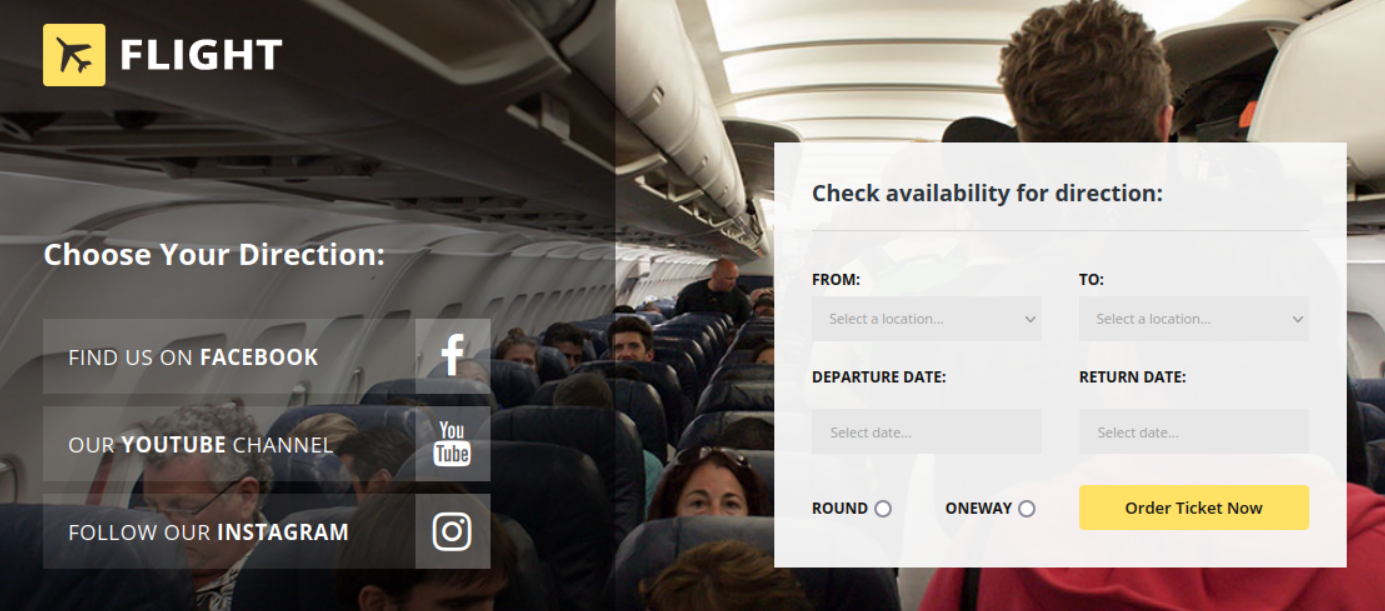 FLIGHT
Choose Your Direction:
FIND US ON FACEBOOK
OUR YOUTUBE CHANNEL
You
Tube
FOLLOW OUR INSTAGRAM
Check availability for direction:
FROM:
TO:
Select a location...
Select a location...
DEPARTURE DATE:
RETURN DATE:
Select date...
Select date...
ROUND
ONEWAY
Order Ticket Now